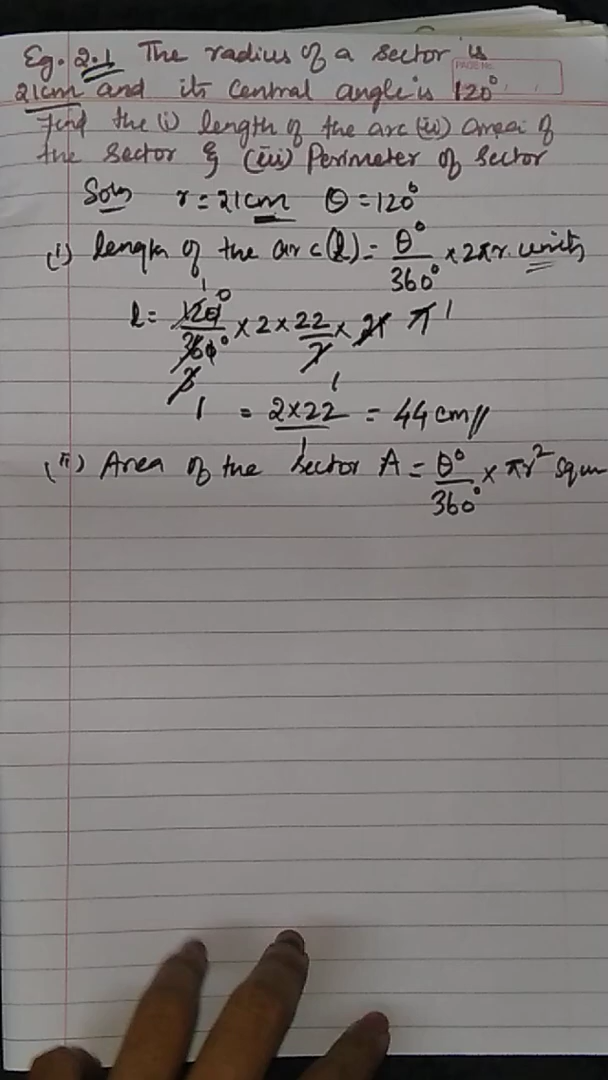 Eg. 2.1 The radius of a sector is
21cm and its central angle is 120°
Find the (i) length of the arc (ii) area of
the sector & (iii) Perimeter of sector
Soln r = 21cm θ = 120°
(i) length of the arc (l) = θ°/360° × 2πr. units
l = 120°/360° × 2 × 22/7 × 21
= 2×22/1 = 44 cm//
(ii) Area of the sector A = θ°/360° × πr² squn